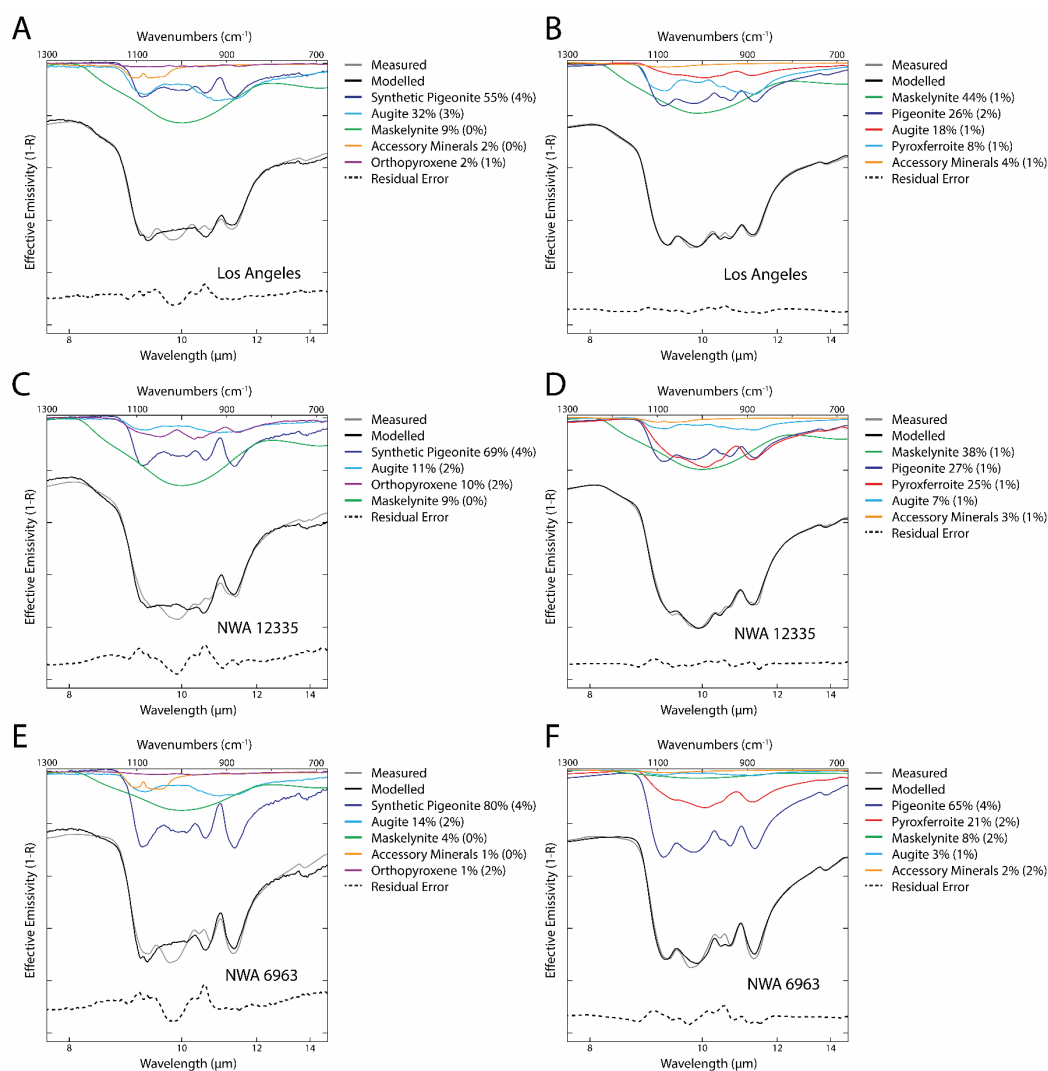 A
Wavenumbers (cm-1)
1300 1100 900 700
Effective Emissivity (1-R)
Measured
Modelled
Synthetic Pigeonite 55% (4%)
Augite 32% (3%)
Maskelynite 9% (0%)
Accessory Minerals 2% (0%)
Orthopyroxene 2% (1%)
Residual Error
Los Angeles
8 10 12 14
Wavelength (μm)
B
Wavenumbers (cm-1)
1300 1100 900 700
Effective Emissivity (1-R)
Measured
Modelled
Maskelynite 44% (1%)
Pigeonite 26% (2%)
Augite 18% (1%)
Pyroxferroite 8% (1%)
Accessory Minerals 4% (1%)
Residual Error
Los Angeles
8 10 12 14
Wavelength (μm)
C
Wavenumbers (cm-1)
1300 1100 900 700
Effective Emissivity (1-R)
Measured
Modelled
Synthetic Pigeonite 69% (4%)
Augite 11% (2%)
Orthopyroxene 10% (2%)
Maskelynite 9% (0%)
Residual Error
NWA 12335
8 10 12 14
Wavelength (μm)
D
Wavenumbers (cm-1)
1300 1100 900 700
Effective Emissivity (1-R)
Measured
Modelled
Maskelynite 38% (1%)
Pigeonite 27% (1%)
Pyroxferroite 25% (1%)
Augite 7% (1%)
Accessory Minerals 3% (1%)
Residual Error
NWA 12335
8 10 12 14
Wavelength (μm)
E
Wavenumbers (cm-1)
1300 1100 900 700
Effective Emissivity (1-R)
Measured
Modelled
Synthetic Pigeonite 80% (4%)
Augite 14% (2%)
Maskelynite 4% (0%)
Accessory Minerals 1% (0%)
Orthopyroxene 1% (2%)
Residual Error
NWA 6963
8 10 12 14
Wavelength (μm)
F
Wavenumbers (cm-1)
1300 1100 900 700
Effective Emissivity (1-R)
Measured
Modelled
Pigeonite 65% (4%)
Pyroxferroite 21% (2%)
Maskelynite 8% (2%)
Augite 3% (1%)
Accessory Minerals 2% (2%)
Residual Error
NWA 6963
8 10 12 14
Wavelength (μm)